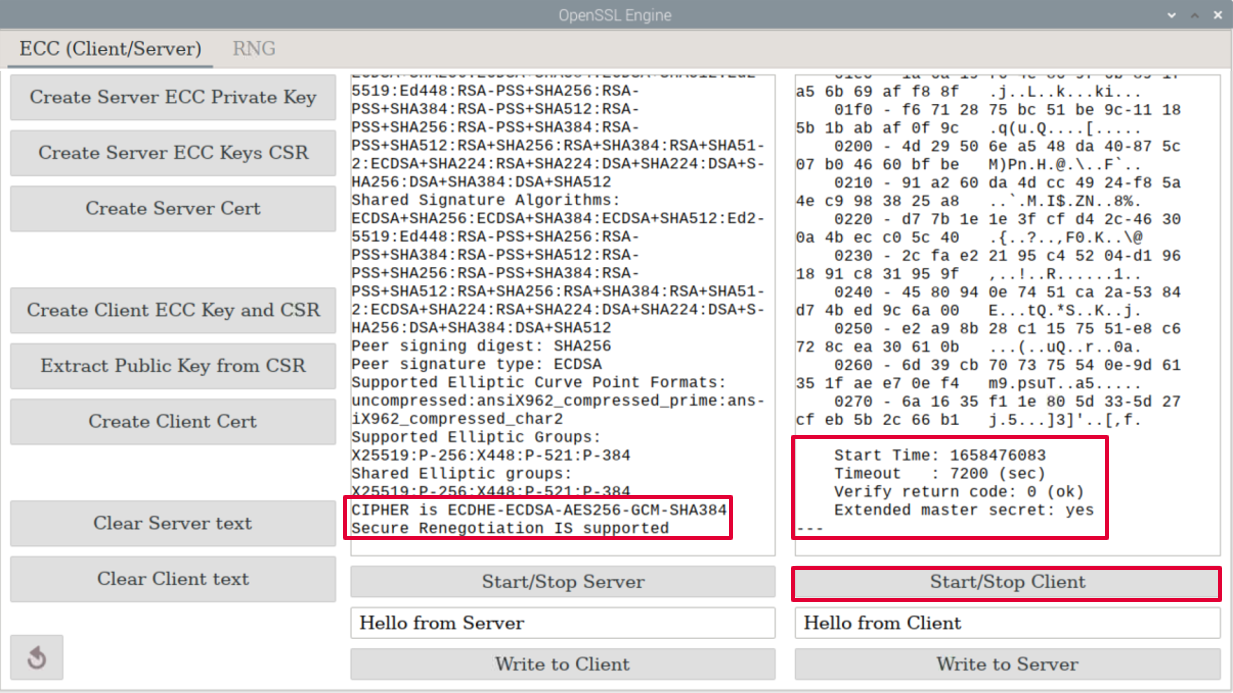 OpenSSL Engine
ECC (Client/Server)
RNG
Create Server ECC Private Key
Create Server ECC Keys CSR
Create Server Cert
Create Client ECC Key and CSR
Extract Public Key from CSR
Create Client Cert
Clear Server text
Clear Client text
ECDSA+SHA256:ECDSA+SHA384:ECDSA+SHA512:Ed2-
5519:Ed448:RSA-PSS+SHA256:RSA-
PSS+SHA384:RSA-PSS+SHA512:RSA-
PSS+SHA256:RSA-PSS+SHA384:RSA-
PSS+SHA512:RSA+SHA256:RSA+SHA384:RSA+SHA51-
2:ECDSA+SHA224:RSA+SHA224:DSA+SHA224:DSA+S-
HA256:DSA+SHA384:DSA+SHA512
Shared Signature Algorithms:
ECDSA+SHA256:ECDSA+SHA384:ECDSA+SHA512:Ed2-
5519:Ed448:RSA-PSS+SHA256:RSA-
PSS+SHA384:RSA-PSS+SHA512:RSA-
PSS+SHA256:RSA-PSS+SHA384:RSA-
PSS+SHA512:RSA+SHA256:RSA+SHA384:RSA+SHA51-
2:ECDSA+SHA224:RSA+SHA224:DSA+SHA224:DSA+S-
HA256:DSA+SHA384:DSA+SHA512
Peer signing digest: SHA256
Peer signature type: ECDSA
Supported Elliptic Curve Point Formats:
uncompressed:ansiX962_compressed_prime:ans-
iX962_compressed_char2
Supported Elliptic Groups:
X25519:P-256:X448:P-521:P-384
Shared Elliptic groups:
X25519:P-256:X448:P-521:P-384
CIPHER is ECDHE-ECDSA-AES256-GCM-SHA384
Secure Renegotiation IS supported
Start/Stop Server
Hello from Server
Write to Client
a5 6b 69 af f8 8f   .j..L..k...ki...
01f0 - f6 71 28 75 bc 51 be 9c-11 18
5b 1b ab af 0f 9c   .q(u.Q....[.....
0200 - 4d 29 50 6e a5 48 da 40-87 5c
07 b0 46 60 bf be   M)Pn.H.@.\..F`..
0210 - 91 a2 60 da 4d cc 49 24-f8 5a
4e c9 98 38 25 a8   ..`.M.I$.ZN..8%.
0220 - d7 7b 1e 1e 3f cf d4 2c-46 30
0a 4b ec c0 5c 40   .{..?..,F0.K..\@
0230 - 2c fa e2 21 95 c4 52 04-d1 96
18 91 c8 31 95 9f   ,..!..R......1..
0240 - 45 80 94 0e 74 51 ca 2a-53 84
d7 4b ed 9c 6a 00   E...tQ.*S..K..j.
0250 - e2 a9 8b 28 c1 15 75 51-e8 c6
72 8c ea 30 61 0b   ...(..uQ..r..0a.
0260 - 6d 39 cb 70 73 75 54 0e-9d 61
35 1f ae e7 0e f4   m9.psuT..a5.....
0270 - 6a 16 35 f1 1e 80 5d 33-5d 27
cf eb 5b 2c 66 b1   j.5...]3]'..[,f.
Start Time: 1658476083
Timeout   : 7200 (sec)
Verify return code: 0 (ok)
Extended master secret: yes
---
Start/Stop Client
Hello from Client
Write to Server